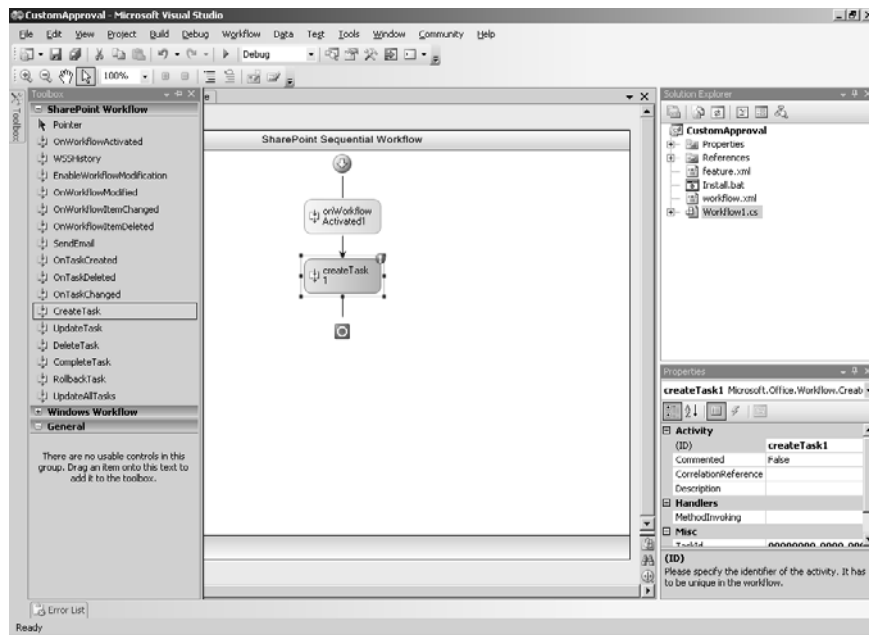 CustomApproval - Microsoft Visual Studio
File Edit View Project Build Debug Workflow Data Test Tools Window Community Help
Debug
100%
Toolbox
Toolbox
SharePoint Workflow
Pointer
OnWorkflowActivated
WSSHistory
EnableWorkflowModification
OnWorkflowModified
OnWorkflowItemChanged
OnWorkflowItemDeleted
SendEmail
OnTaskCreated
OnTaskDeleted
OnTaskChanged
CreateTask
UpdateTask
DeleteTask
CompleteTask
RollbackTask
UpdateAllTasks
Windows Workflow
General
There are no usable controls in this
group. Drag an item onto this text to
add it to the toolbox.
SharePoint Sequential Workflow
onWorkflow
Activated1
createTask
1
Solution Explorer
CustomApproval
Properties
References
feature.xml
Install.bat
workflow.xml
Workflow1.cs
Properties
createTask1 Microsoft.Office.Workflow.Creat
Activity
(ID) createTask1
Commented False
CorrelationReference
Description
Handlers
MethodInvoking
Misc
TaskId
(ID)
Please specify the identifier of the activity. It has
to be unique in the workflow.
Error List
Ready